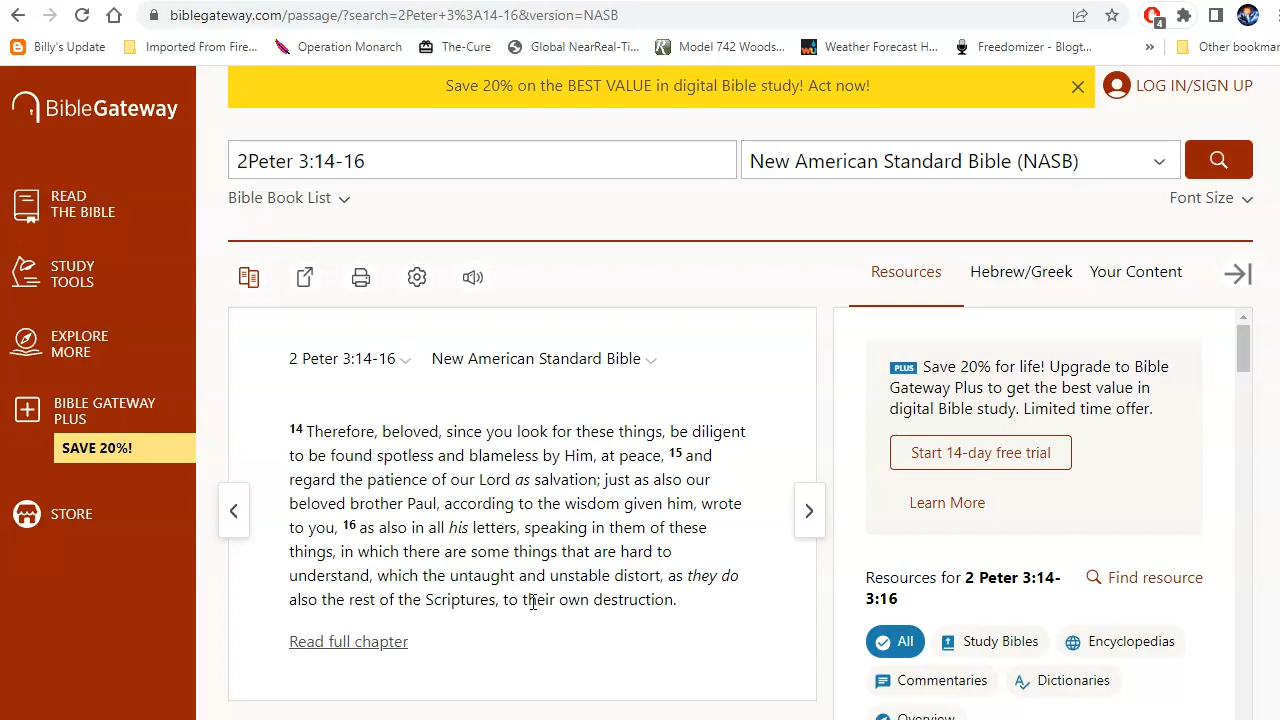 biblegateway.com/passage/?search=2Peter+3%3A14-16&version=NASB
4
Billy's Update
Imported From Fire...
Operation Monarch
The-Cure
Global NearReal-Ti...
Model 742 Woods...
Weather Forecast H...
Freedomizer - Blogt...
»
Other bookmar
BibleGateway
Save 20% on the BEST VALUE in digital Bible study! Act now!
LOG IN/SIGN UP
2Peter 3:14-16
New American Standard Bible (NASB)
Bible Book List
Font Size
READ
THE BIBLE
STUDY
TOOLS
EXPLORE
MORE
BIBLE GATEWAY
PLUS
SAVE 20%!
STORE
Resources
Hebrew/Greek
Your Content
2 Peter 3:14-16
New American Standard Bible
14 Therefore, beloved, since you look for these things, be diligent
to be found spotless and blameless by Him, at peace, 15 and
regard the patience of our Lord as salvation; just as also our
beloved brother Paul, according to the wisdom given him, wrote
to you, 16 as also in all his letters, speaking in them of these
things, in which there are some things that are hard to
understand, which the untaught and unstable distort, as they do
also the rest of the Scriptures, to their own destruction.
Read full chapter
PLUS Save 20% for life! Upgrade to Bible
Gateway Plus to get the best value in
digital Bible study. Limited time offer.
Start 14-day free trial
Learn More
Resources for 2 Peter 3:14-
3:16
Find resource
All
Study Bibles
Encyclopedias
Commentaries
Dictionaries
Overview